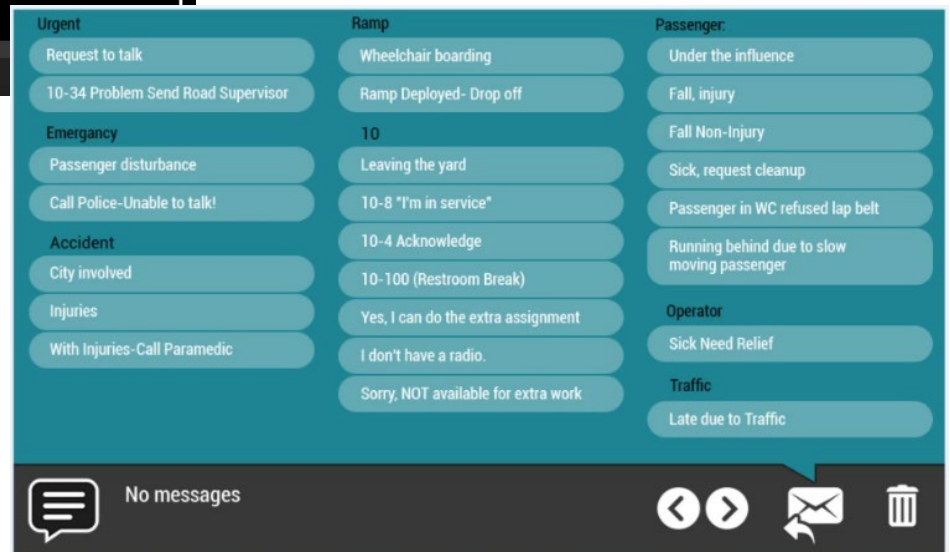 Urgent
Request to talk
10-34 Problem Send Road Supervisor
Emergancy
Passenger disturbance
Call Police-Unable to talk!
Accident
City involved
Injuries
With Injuries-Call Paramedic
Ramp
Wheelchair boarding
Ramp Deployed- Drop off
10
Leaving the yard
10-8 "I'm in service"
10-4 Acknowledge
10-100 (Restroom Break)
Yes, I can do the extra assignment
I don't have a radio.
Sorry, NOT available for extra work
Passenger:
Under the influence
Fall, injury
Fall Non-Injury
Sick, request cleanup
Passenger in WC refused lap belt
Running behind due to slow
moving passenger
Operator
Sick Need Relief
Traffic
Late due to Traffic
No messages